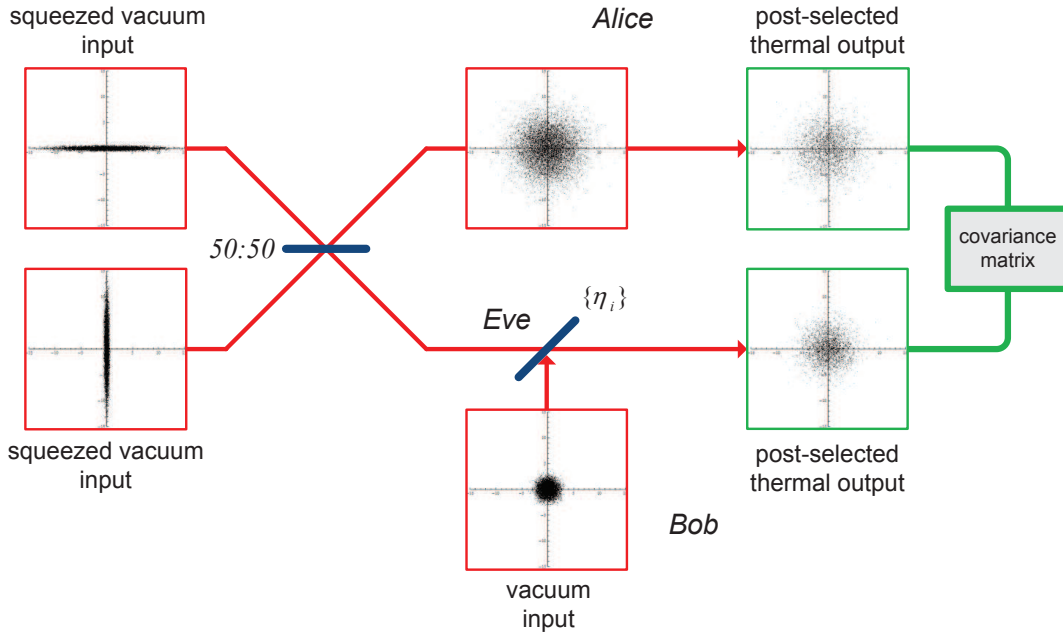 squeezed vacuum
input
Alice
post-selected
thermal output
50:50
covariance
matrix
{η_i}
Eve
squeezed vacuum
input
post-selected
thermal output
Bob
vacuum
input